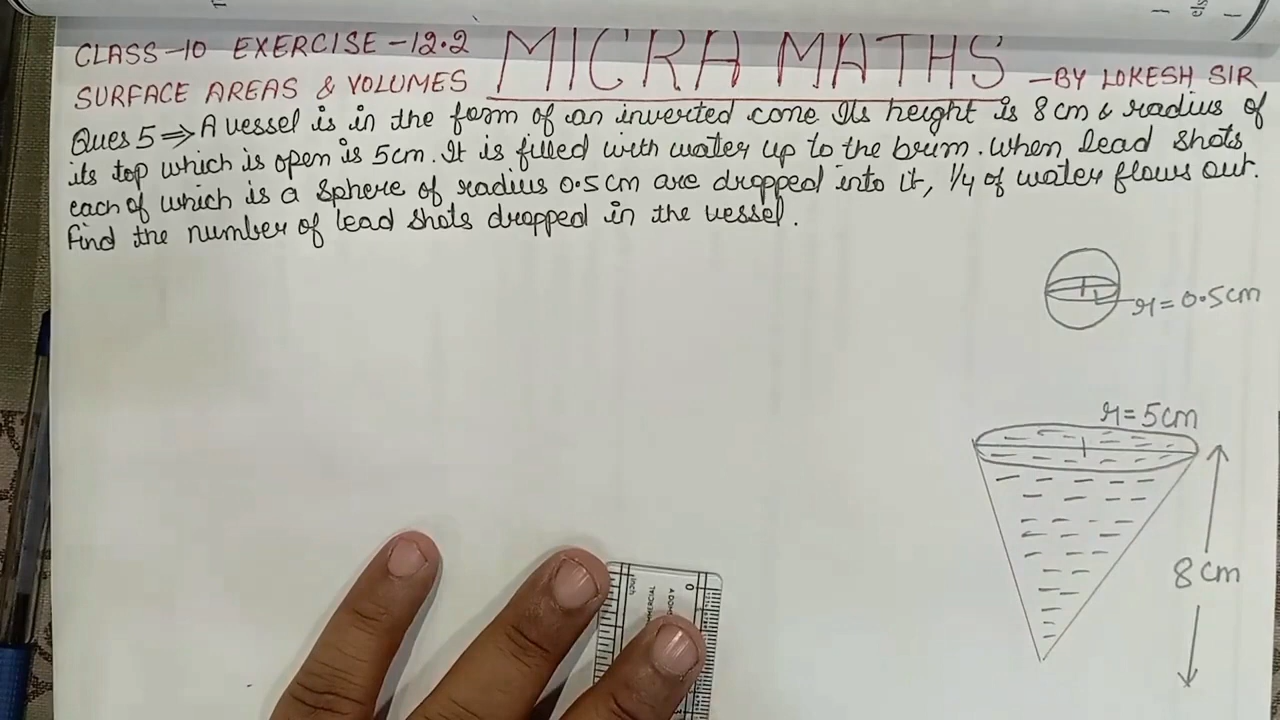 CLASS-10 EXERCISE-12.2
MICRA MATHS
SURFACE AREAS & VOLUMES
-BY LOKESH SIR
Ques 5 ⇒ A vessel is in the form of an inverted cone Its height is 8 cm & radius of
its top which is open is 5cm. It is filled with water up to the brim. When lead shots
each of which is a sphere of radius 0.5 cm are dropped into it, 1/4 of water flows out.
Find the number of lead shots dropped in the vessel.
r = 0.5cm
r = 5cm
8 cm
inch
0